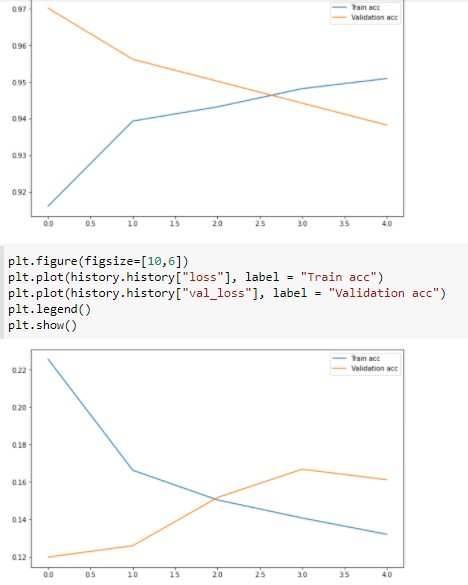 0.97
Train acc
Validation acc
0.96
0.95
0.94
0.93
0.92
0.0 0.5 1.0 1.5 2.0 2.5 3.0 3.5 4.0
plt.figure(figsize=[10,6])
plt.plot(history.history["loss"], label = "Train acc")
plt.plot(history.history["val_loss"], label = "Validation acc")
plt.legend()
plt.show()
Train acc
Validation acc
0.22
0.20
0.18
0.16
0.14
0.12
0.0 0.5 1.0 1.5 2.0 2.5 3.0 3.5 4.0